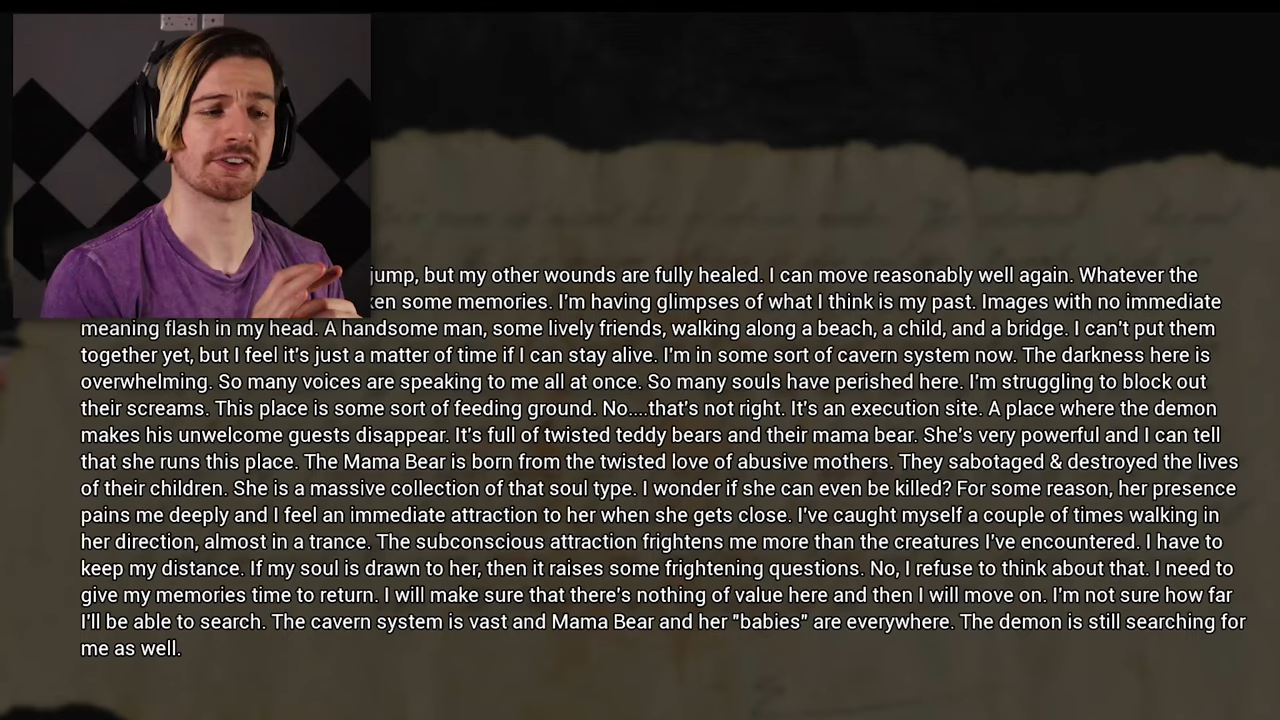 jump, but my other wounds are fully healed. I can move reasonably well again. Whatever the
some memories. I'm having glimpses of what I think is my past. Images with no immediate
meaning flash in my head. A handsome man, some lively friends, walking along a beach, a child, and a bridge. I can't put them
together yet, but I feel it's just a matter of time if I can stay alive. I'm in some sort of cavern system now. The darkness here is
overwhelming. So many voices are speaking to me all at once. So many souls have perished here. I'm struggling to block out
their screams. This place is some sort of feeding ground. No....that's not right. It's an execution site. A place where the demon
makes his unwelcome guests disappear. It's full of twisted teddy bears and their mama bear. She's very powerful and I can tell
that she runs this place. The Mama Bear is born from the twisted love of abusive mothers. They sabotaged & destroyed the lives
of their children. She is a massive collection of that soul type. I wonder if she can even be killed? For some reason, her presence
pains me deeply and I feel an immediate attraction to her when she gets close. I've caught myself a couple of times walking in
her direction, almost in a trance. The subconscious attraction frightens me more than the creatures I've encountered. I have to
keep my distance. If my soul is drawn to her, then it raises some frightening questions. No, I refuse to think about that. I need to
give my memories time to return. I will make sure that there's nothing of value here and then I will move on. I'm not sure how far
I'll be able to search. The cavern system is vast and Mama Bear and her "babies" are everywhere. The demon is still searching for
me as well.